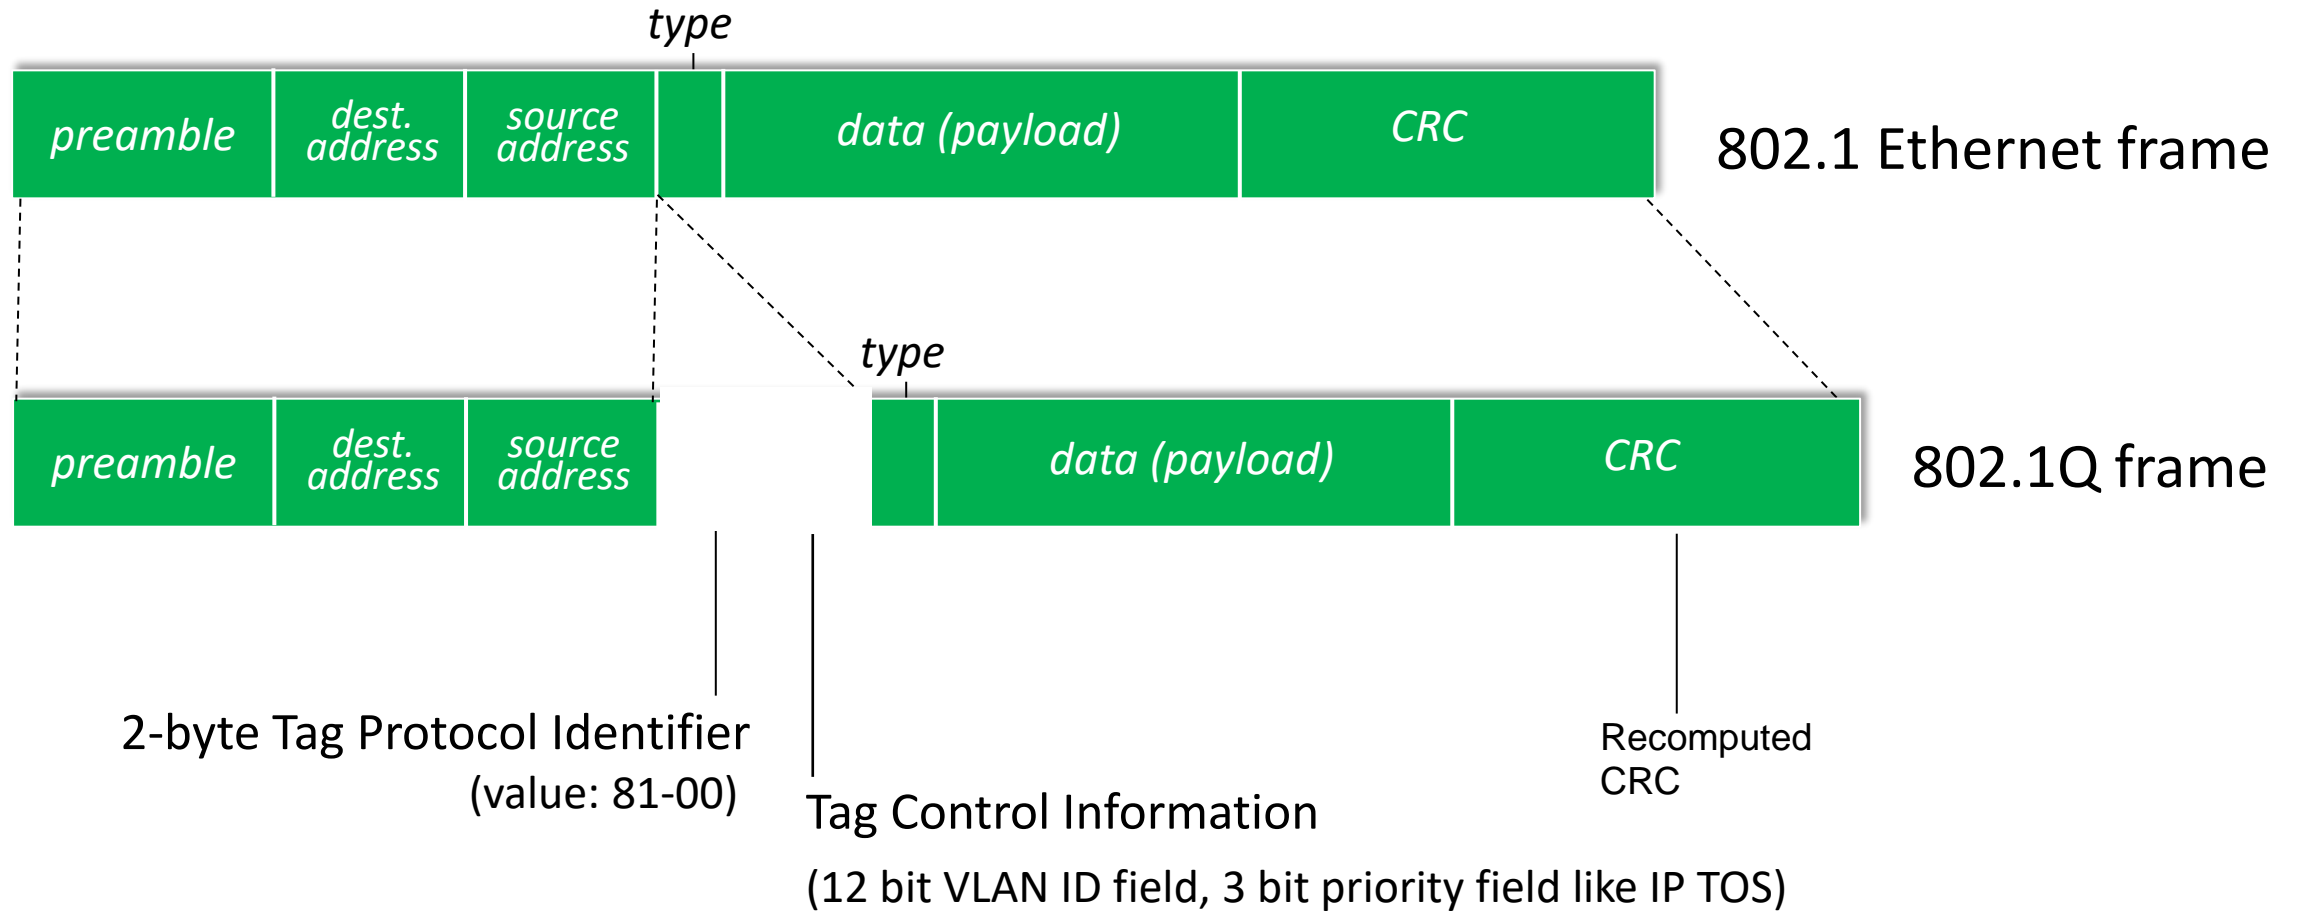 type
preamble
dest.
address
source
address
data (payload)
CRC
802.1 Ethernet frame
type
preamble
dest.
address
source
address
data (payload)
CRC
802.1Q frame
2-byte Tag Protocol Identifier
(value: 81-00)
Tag Control Information
(12 bit VLAN ID field, 3 bit priority field like IP TOS)
Recomputed
CRC